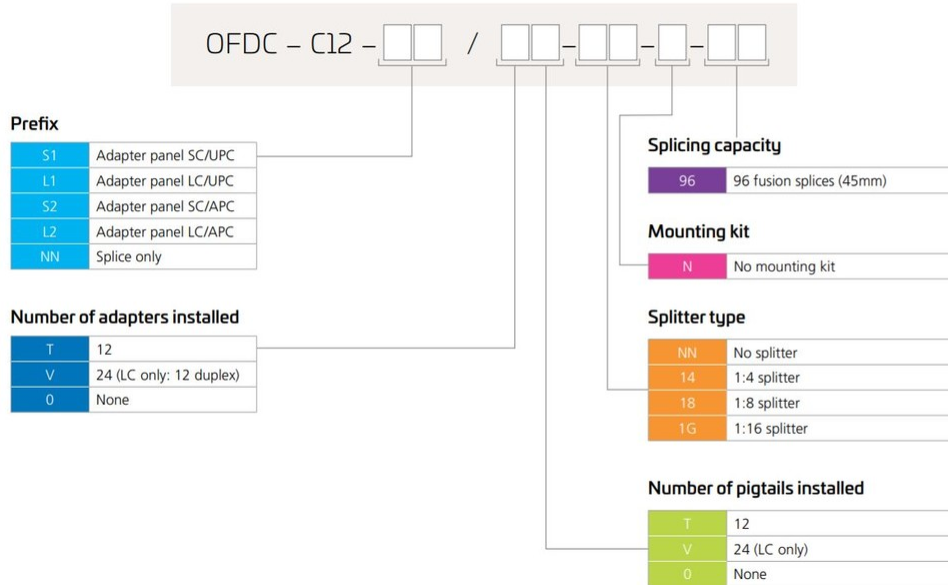 OFDC – C12 – / – – –
Prefix
S1 Adapter panel SC/UPC
L1 Adapter panel LC/UPC
S2 Adapter panel SC/APC
L2 Adapter panel LC/APC
NN Splice only
Number of adapters installed
T 12
V 24 (LC only: 12 duplex)
0 None
Splicing capacity
96 96 fusion splices (45mm)
Mounting kit
N No mounting kit
Splitter type
NN No splitter
14 1:4 splitter
18 1:8 splitter
1G 1:16 splitter
Number of pigtails installed
T 12
V 24 (LC only)
0 None